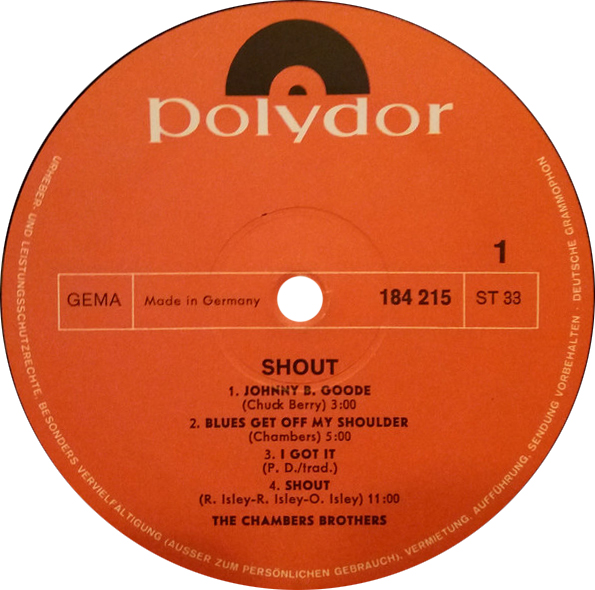 polydor
1
GEMA
Made in Germany
184 215
ST 33
SHOUT
1. JOHNNY B. GOODE
(Chuck Berry) 3:00
2. BLUES GET OFF MY SHOULDER
(Chambers) 5:00
3. I GOT IT
(P. D./trad.)
4. SHOUT
(R. Isley-R. Isley-O. Isley) 11:00
THE CHAMBERS BROTHERS
URHEBER- UND LEISTUNGSSCHUTZRECHTE, BESONDERS VERVIELFALTIGUNG (AUSSER ZUM PERSÖNLICHEN GEBRAUCH), VERMIETUNG, AUFFÜHRUNG, SENDUNG VORBEHALTEN · DEUTSCHE GRAMMOPHON